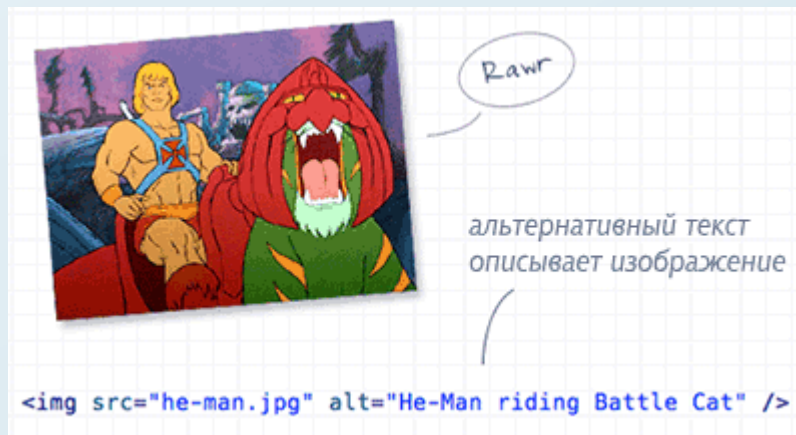 Rawr
альтернативный текст
описывает изображение
<img src="he-man.jpg" alt="He-Man riding Battle Cat" />